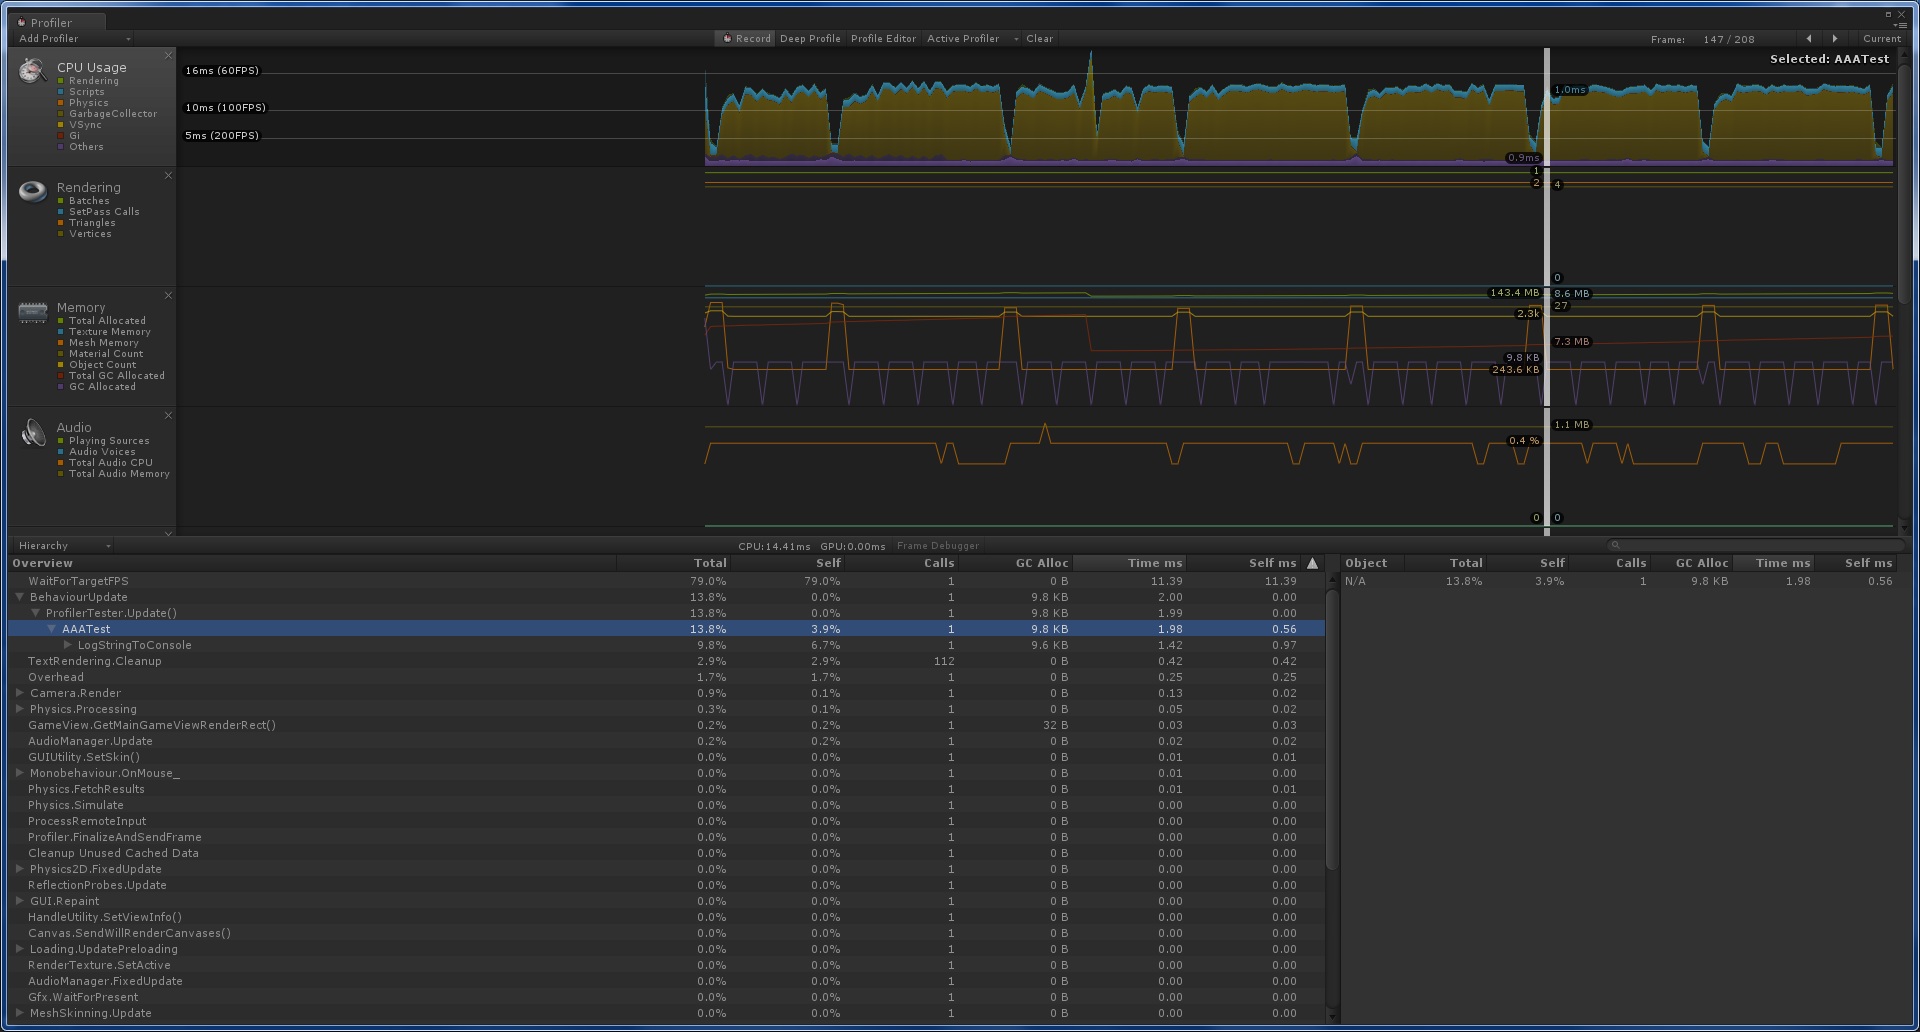 Profiler
Add Profiler Record Deep Profile Profile Editor Active Profiler Clear Frame: 147 / 208 Current
CPU Usage
Rendering
Scripts
Physics
GarbageCollector
VSync
Gi
Others
16ms (60FPS)
10ms (100FPS)
5ms (200FPS)
Selected: AAATest
1.0ms
0.9ms
Rendering
Batches
SetPass Calls
Triangles
Vertices
1
2 4
0
Memory
Total Allocated
Texture Memory
Mesh Memory
Material Count
Object Count
Total GC Allocated
GC Allocated
143.4 MB 8.6 MB
27
2.3k
7.3 MB
9.8 KB
243.6 KB
Audio
Playing Sources
Audio Voices
Total Audio CPU
Total Audio Memory
1.1 MB
0.4 %
0 0
Hierarchy CPU:14.41ms GPU:0.00ms Frame Debugger
Overview Total Self Calls GC Alloc Time ms Self ms Object Total Self Calls GC Alloc Time ms Self ms
WaitForTargetFPS 79.0% 79.0% 1 0 B 11.39 11.39 N/A 13.8% 3.9% 1 9.8 KB 1.98 0.56
BehaviourUpdate 13.8% 0.0% 1 9.8 KB 2.00 0.00
ProfilerTester.Update() 13.8% 0.0% 1 9.8 KB 1.99 0.00
AAATest 13.8% 3.9% 1 9.8 KB 1.98 0.56
LogStringToConsole 9.8% 6.7% 1 9.6 KB 1.42 0.97
TextRendering.Cleanup 2.9% 2.9% 112 0 B 0.42 0.42
Overhead 1.7% 1.7% 1 0 B 0.25 0.25
Camera.Render 0.9% 0.1% 1 0 B 0.13 0.02
Physics.Processing 0.3% 0.1% 1 0 B 0.05 0.02
GameView.GetMainGameViewRenderRect() 0.2% 0.2% 1 32 B 0.03 0.03
AudioManager.Update 0.2% 0.2% 1 0 B 0.02 0.02
GUIUtility.SetSkin() 0.0% 0.0% 1 0 B 0.01 0.01
Monobehaviour.OnMouse_ 0.0% 0.0% 1 0 B 0.01 0.00
Physics.FetchResults 0.0% 0.0% 1 0 B 0.01 0.01
Physics.Simulate 0.0% 0.0% 1 0 B 0.00 0.00
ProcessRemoteInput 0.0% 0.0% 1 0 B 0.00 0.00
Profiler.FinalizeAndSendFrame 0.0% 0.0% 1 0 B 0.00 0.00
Cleanup Unused Cached Data 0.0% 0.0% 1 0 B 0.00 0.00
Physics2D.FixedUpdate 0.0% 0.0% 1 0 B 0.00 0.00
ReflectionProbes.Update 0.0% 0.0% 1 0 B 0.00 0.00
GUI.Repaint 0.0% 0.0% 1 0 B 0.00 0.00
HandleUtility.SetViewInfo() 0.0% 0.0% 1 0 B 0.00 0.00
Canvas.SendWillRenderCanvases() 0.0% 0.0% 1 0 B 0.00 0.00
Loading.UpdatePreloading 0.0% 0.0% 1 0 B 0.00 0.00
RenderTexture.SetActive 0.0% 0.0% 1 0 B 0.00 0.00
AudioManager.FixedUpdate 0.0% 0.0% 1 0 B 0.00 0.00
Gfx.WaitForPresent 0.0% 0.0% 1 0 B 0.00 0.00
MeshSkinning.Update 0.0% 0.0% 1 0 B 0.00 0.00